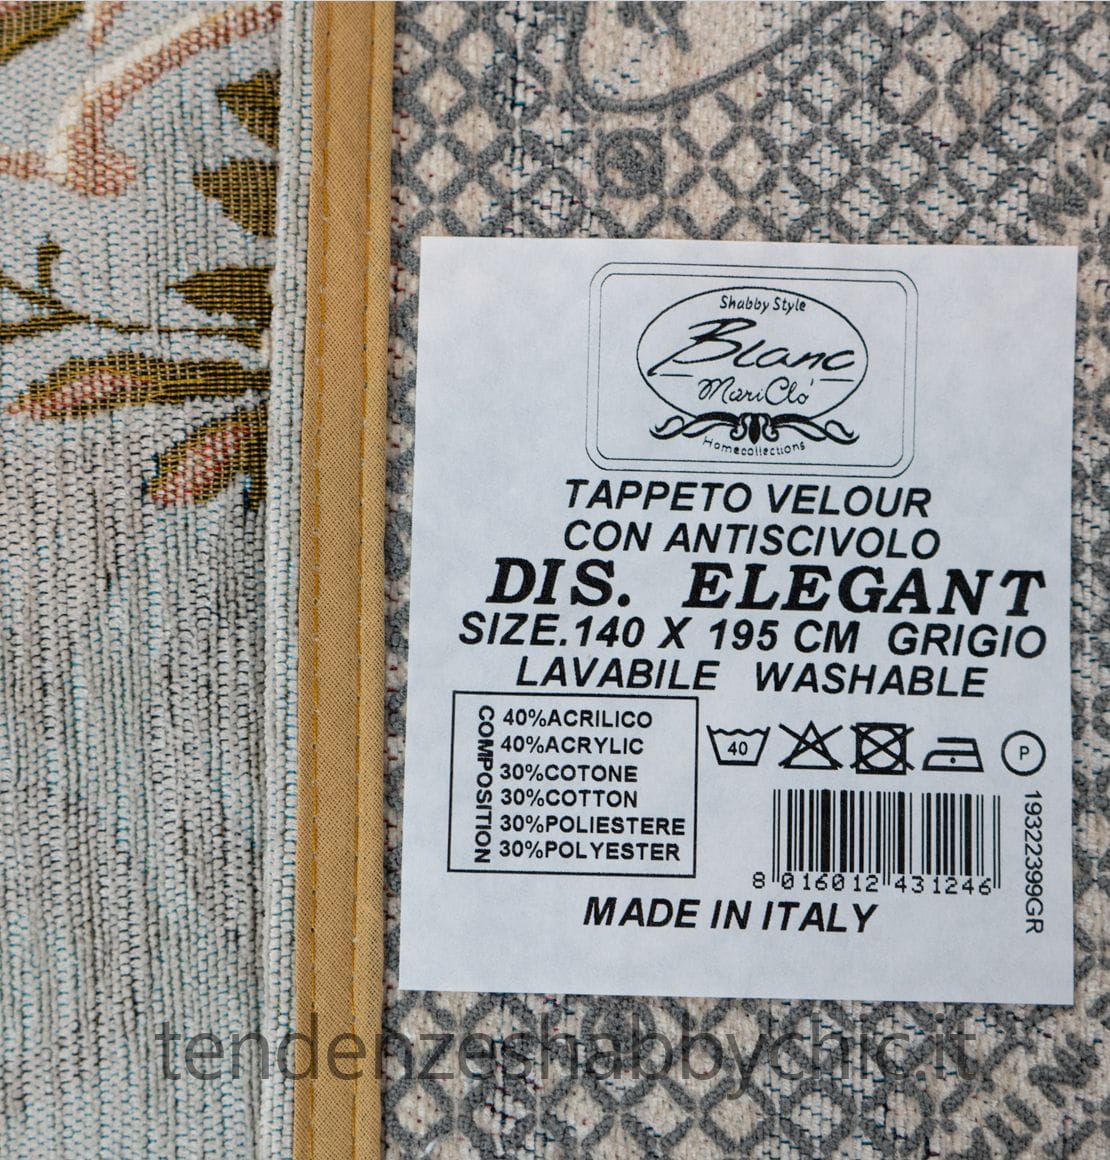 Shabby Style
Blanc
MariClò
Homecollections
TAPPETO VELOUR
CON ANTISCIVOLO
DIS. ELEGANT
SIZE.140 X 195 CM GRIGIO
LAVABILE WASHABLE
COMPOSITION
40%ACRILICO
40%ACRYLIC
30%COTONE
30%COTTON
30%POLIESTERE
30%POLYESTER
40
P
8 016012 431246
19322399GR
MADE IN ITALY
tendenzeshabbychic.it